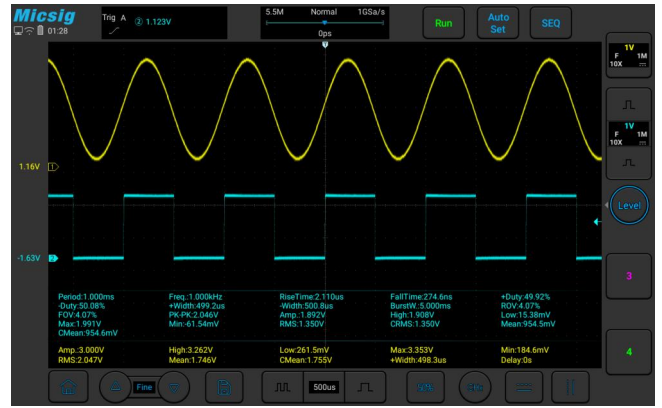 Micsig
01:28
Trig A 2 1.123V
5.5M Normal 1GSa/s
0ps
Run
Auto
Set
SEQ
1V
F 1M
10X
1V
F 1M
10X
1.16V 1
Level
-1.63V 2
3
4
Period:1.000ms Freq.:1.000kHz RiseTime:2.110us FallTime:274.6ns +Duty:49.92%
-Duty:50.08% +Width:499.2us -Width:500.8us BurstW.:5.000ms ROV:4.07%
FOV:4.07% PK-PK:2.046V Amp.:1.892V High:1.908V Low:15.38mV
Max:1.991V Min:-61.54mV RMS:1.350V CRMS:1.350V Mean:954.5mV
CMean:954.6mV
Amp.:3.000V High:3.262V Low:261.5mV Max:3.353V Min:184.6mV
RMS:2.047V Mean:1.746V CMean:1.755V +Width:498.3us Delay:0s
Fine
500us